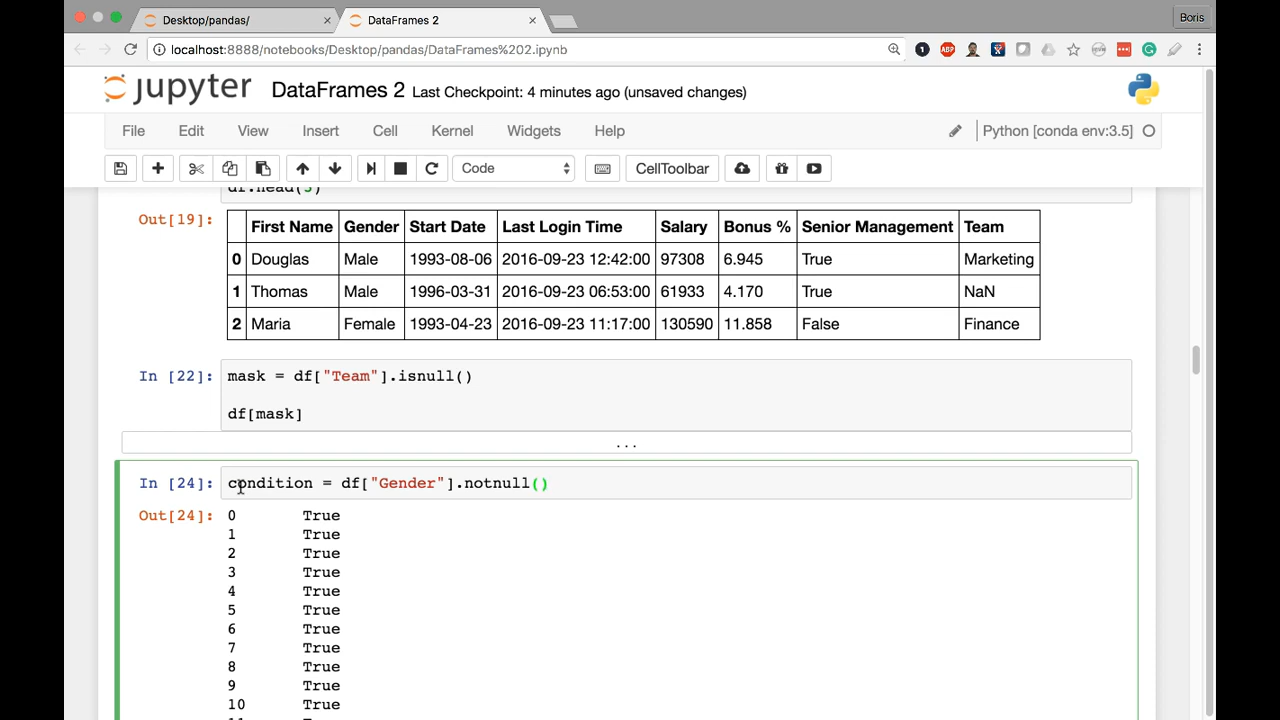 Desktop/pandas/ × DataFrames 2 × Boris
localhost:8888/notebooks/Desktop/pandas/DataFrames%202.ipynb
jupyter DataFrames 2 Last Checkpoint: 4 minutes ago (unsaved changes)
File Edit View Insert Cell Kernel Widgets Help Python [conda env:3.5]
Code CellToolbar
df.head(3)
Out[19]: First Name Gender Start Date Last Login Time Salary Bonus % Senior Management Team
0 Douglas Male 1993-08-06 2016-09-23 12:42:00 97308 6.945 True Marketing
1 Thomas Male 1996-03-31 2016-09-23 06:53:00 61933 4.170 True NaN
2 Maria Female 1993-04-23 2016-09-23 11:17:00 130590 11.858 False Finance
In [22]: mask = df["Team"].isnull()
df[mask]
...
In [24]: condition = df["Gender"].notnull()
Out[24]: 0 True
1 True
2 True
3 True
4 True
5 True
6 True
7 True
8 True
9 True
10 True